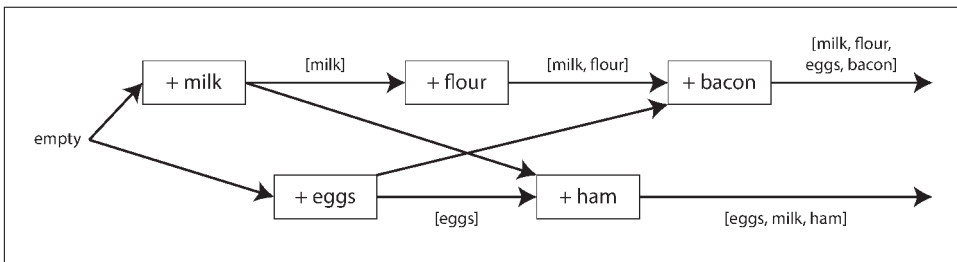 [milk, flour,
eggs, bacon]
+ milk
[milk]
+ flour
[milk, flour]
+ bacon
empty
+ eggs
[eggs]
+ ham
[eggs, milk, ham]